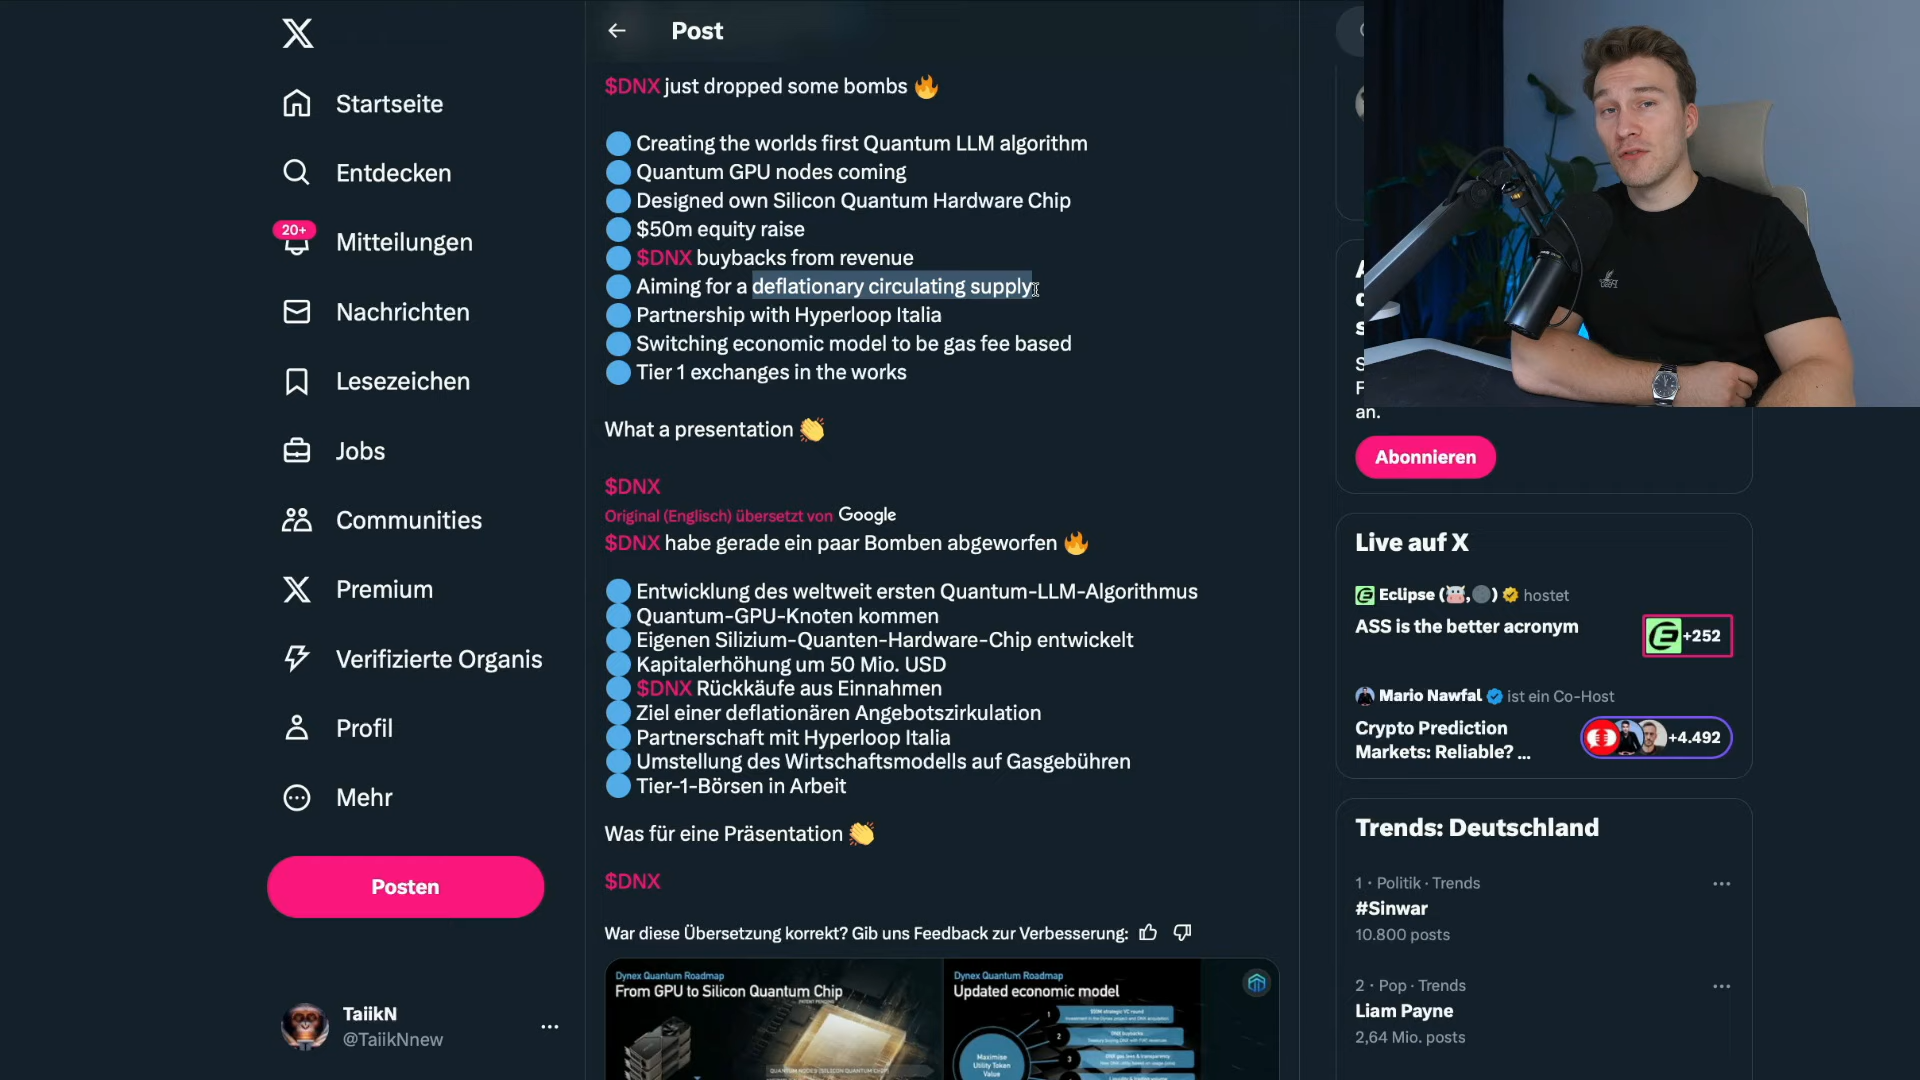 X
Startseite
Entdecken
20+
Mitteilungen
Nachrichten
Lesezeichen
Jobs
Communities
Premium
Verifizierte Organis
Profil
Mehr
Posten
TaiikN
@TaiikNnew
Post
$DNX just dropped some bombs 🔥
🔵 Creating the worlds first Quantum LLM algorithm
🔵 Quantum GPU nodes coming
🔵 Designed own Silicon Quantum Hardware Chip
🔵 $50m equity raise
🔵 $DNX buybacks from revenue
🔵 Aiming for a deflationary circulating supply
🔵 Partnership with Hyperloop Italia
🔵 Switching economic model to be gas fee based
🔵 Tier 1 exchanges in the works
What a presentation 👏
$DNX
Original (Englisch) übersetzt von Google
$DNX habe gerade ein paar Bomben abgeworfen 🔥
🔵 Entwicklung des weltweit ersten Quantum-LLM-Algorithmus
🔵 Quantum-GPU-Knoten kommen
🔵 Eigenen Silizium-Quanten-Hardware-Chip entwickelt
🔵 Kapitalerhöhung um 50 Mio. USD
🔵 $DNX Rückkäufe aus Einnahmen
🔵 Ziel einer deflationären Angebotszirkulation
🔵 Partnerschaft mit Hyperloop Italia
🔵 Umstellung des Wirtschaftsmodells auf Gasgebühren
🔵 Tier-1-Börsen in Arbeit
Was für eine Präsentation 👏
$DNX
War diese Übersetzung korrekt? Gib uns Feedback zur Verbesserung:
Dynex Quantum Roadmap
From GPU to Silicon Quantum Chip
Dynex Quantum Roadmap
Updated economic model
1
2
3
Maximise
Utility Token
Value
an.
Abonnieren
Live auf X
Eclipse hostet
ASS is the better acronym
+252
Mario Nawfal ist ein Co-Host
Crypto Prediction
Markets: Reliable? ...
+4.492
Trends: Deutschland
1 · Politik · Trends
#Sinwar
10.800 posts
2 · Pop · Trends
Liam Payne
2,64 Mio. posts